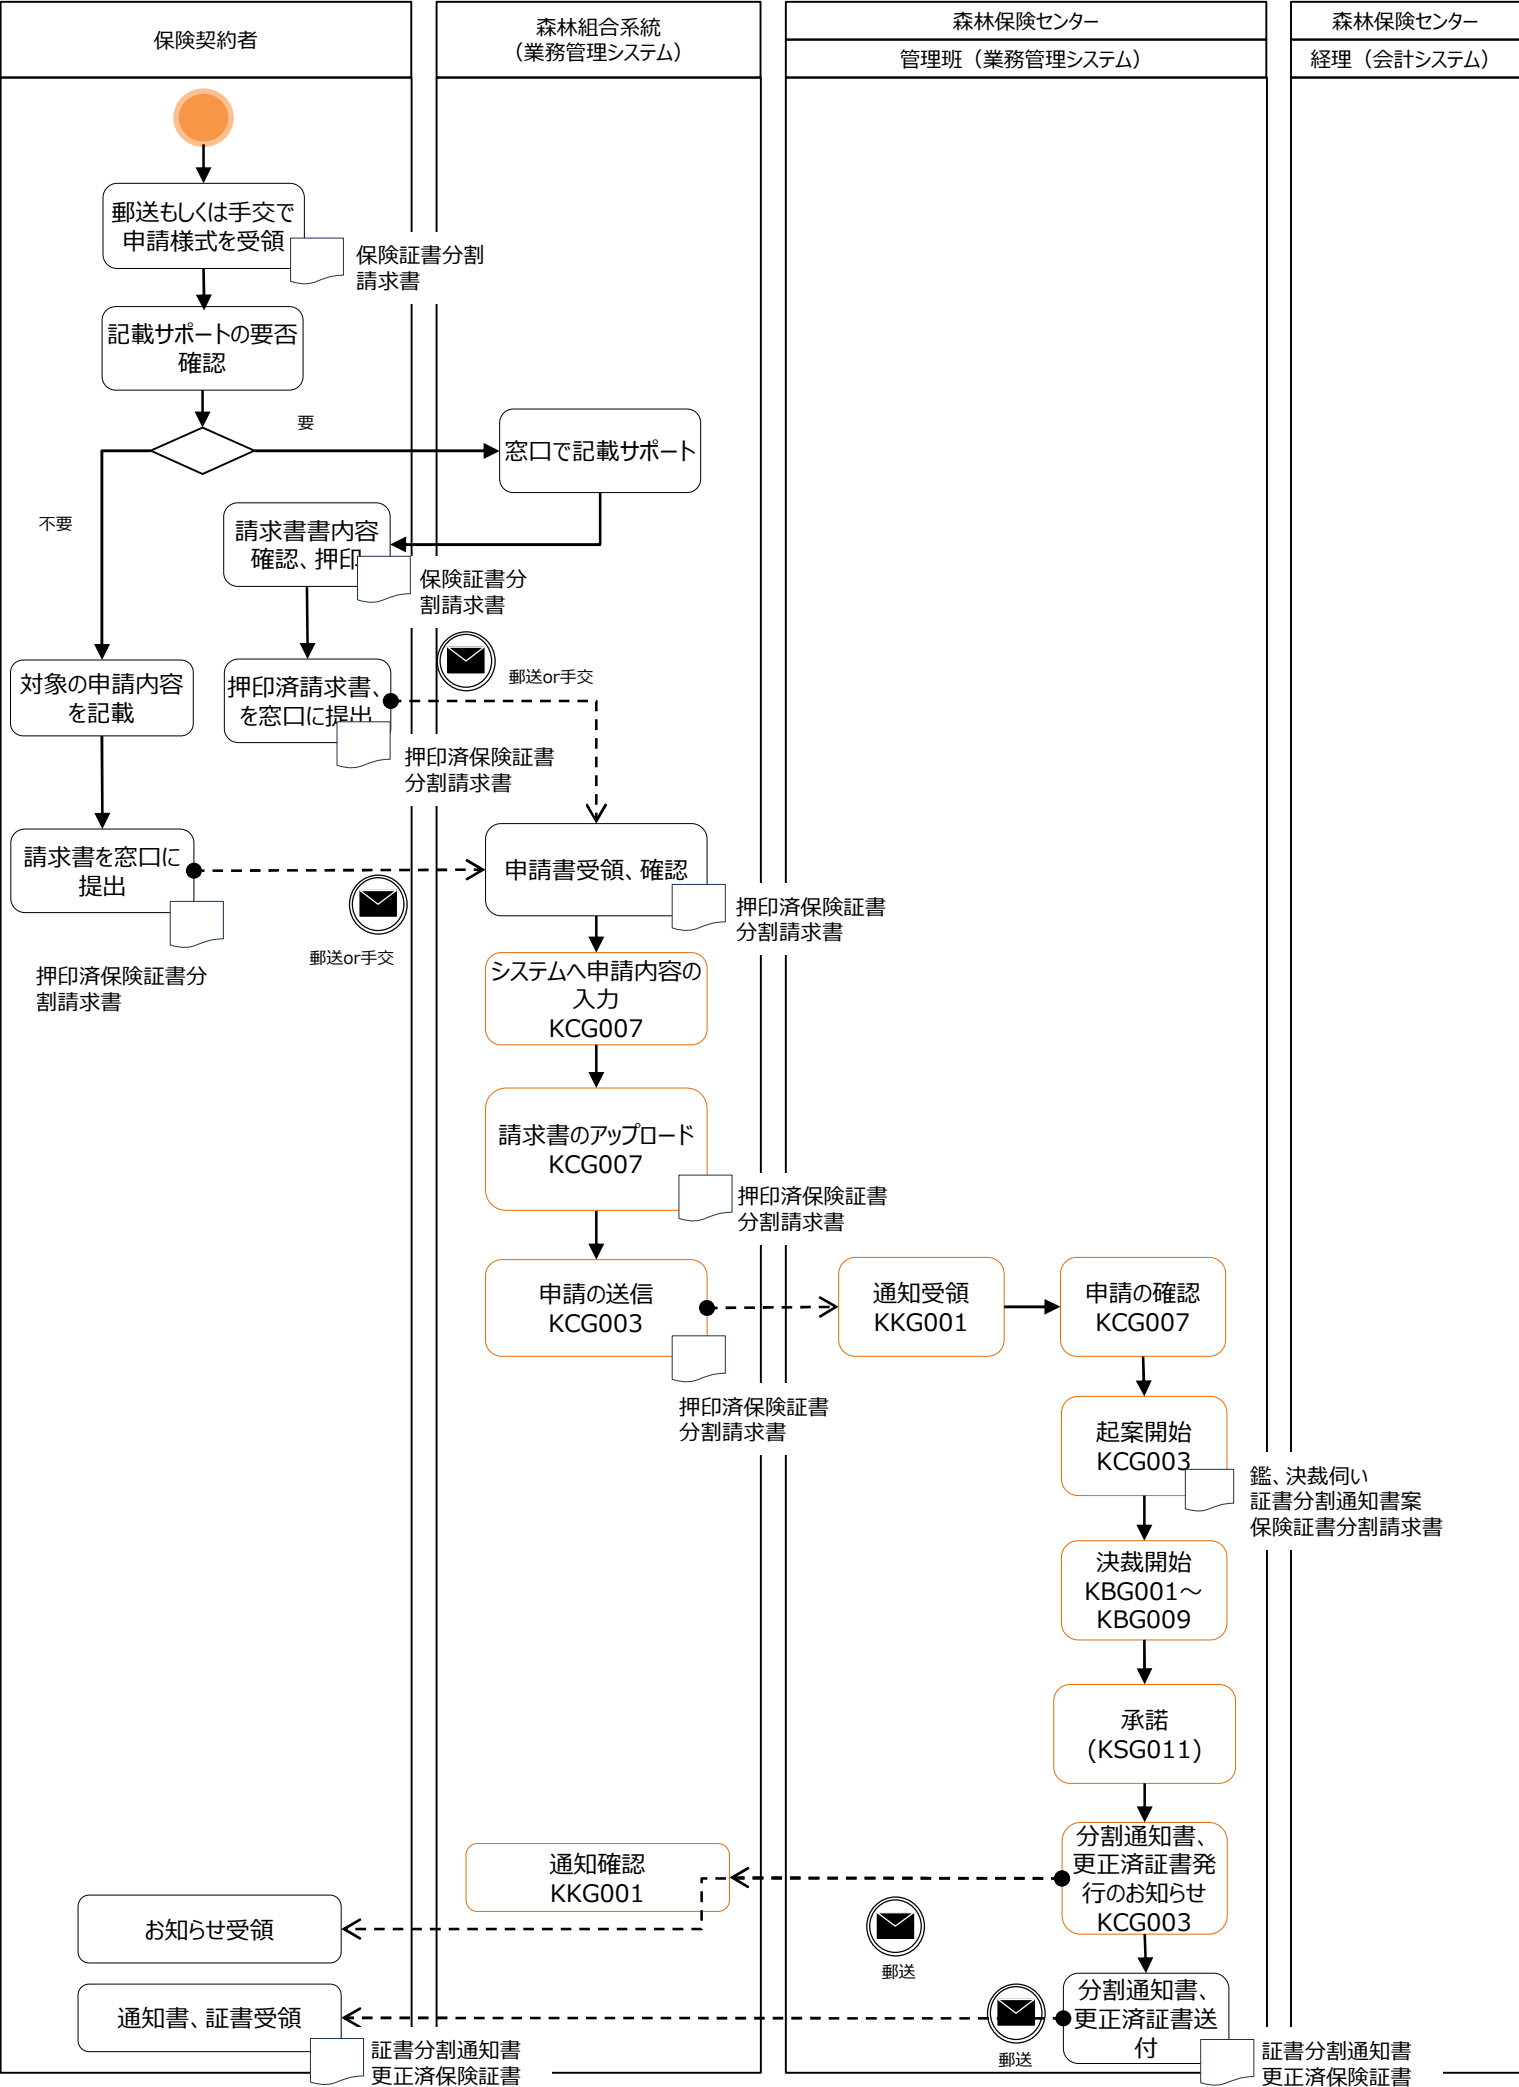 保険契約者
森林組合系統
（業務管理システム）
森林保険センター
管理班（業務管理システム）
森林保険センター
経理（会計システム）
郵送もしくは手交で
申請様式を受領
保険証書分割
請求書
記載サポートの要否
確認
要
窓口で記載サポート
不要
請求書書内容
確認、押印
保険証書分
割請求書
対象の申請内容
を記載
押印済請求書、
を窓口に提出
郵送or手交
押印済保険証書
分割請求書
請求書を窓口に
提出
申請書受領、確認
押印済保険証書
分割請求書
郵送or手交
押印済保険証書分
割請求書
システムへ申請内容の
入力
KCG007
請求書のアップロード
KCG007
押印済保険証書
分割請求書
申請の送信
KCG003
通知受領
KKG001
申請の確認
KCG007
押印済保険証書
分割請求書
起案開始
KCG003
鑑、決裁伺い
証書分割通知書案
保険証書分割請求書
決裁開始
KBG001～
KBG009
承諾
(KSG011)
分割通知書、
更正済証書発
行のお知らせ
KCG003
通知確認
KKG001
お知らせ受領
郵送
分割通知書、
更正済証書送
付
通知書、証書受領
郵送
証書分割通知書
更正済保険証書
証書分割通知書
更正済保険証書